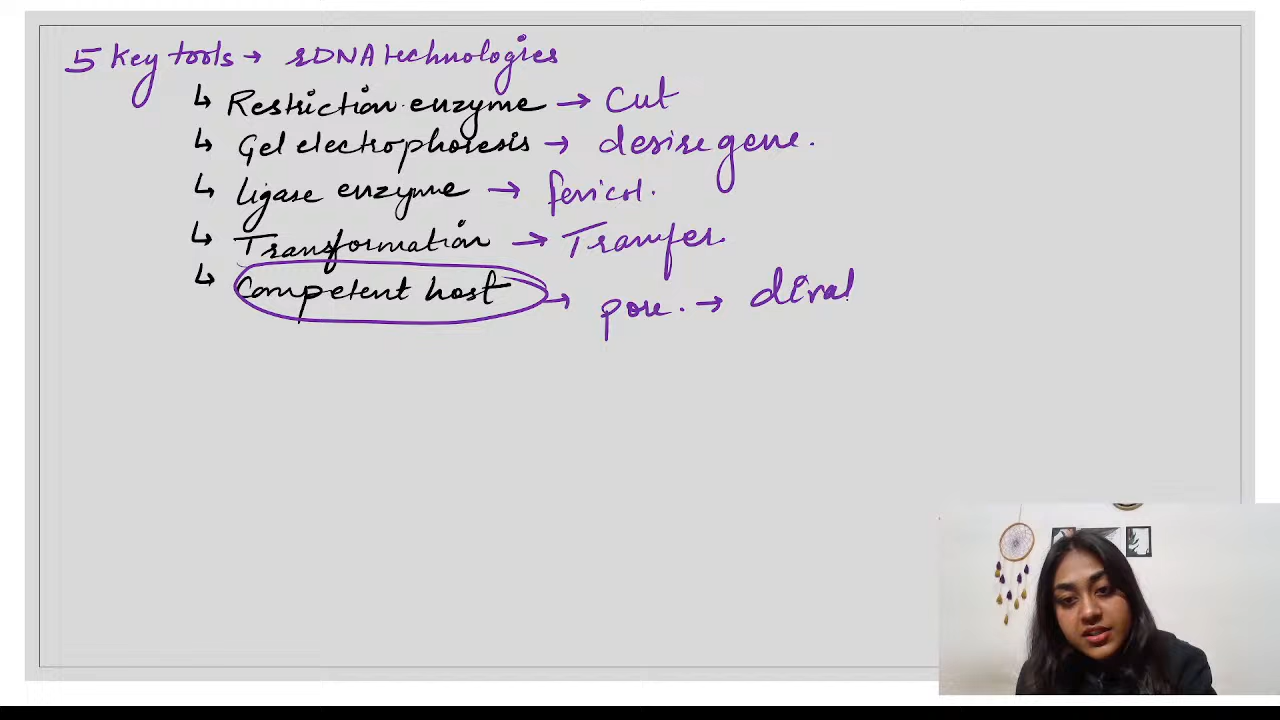 5 Key tools → rDNA technologies
↳ Restriction enzyme → Cut
↳ Gel electrophoresis → desire gene.
↳ Ligase enzyme → fevicol.
↳ Transformation → Transfer.
↳ Competent host → pore. →